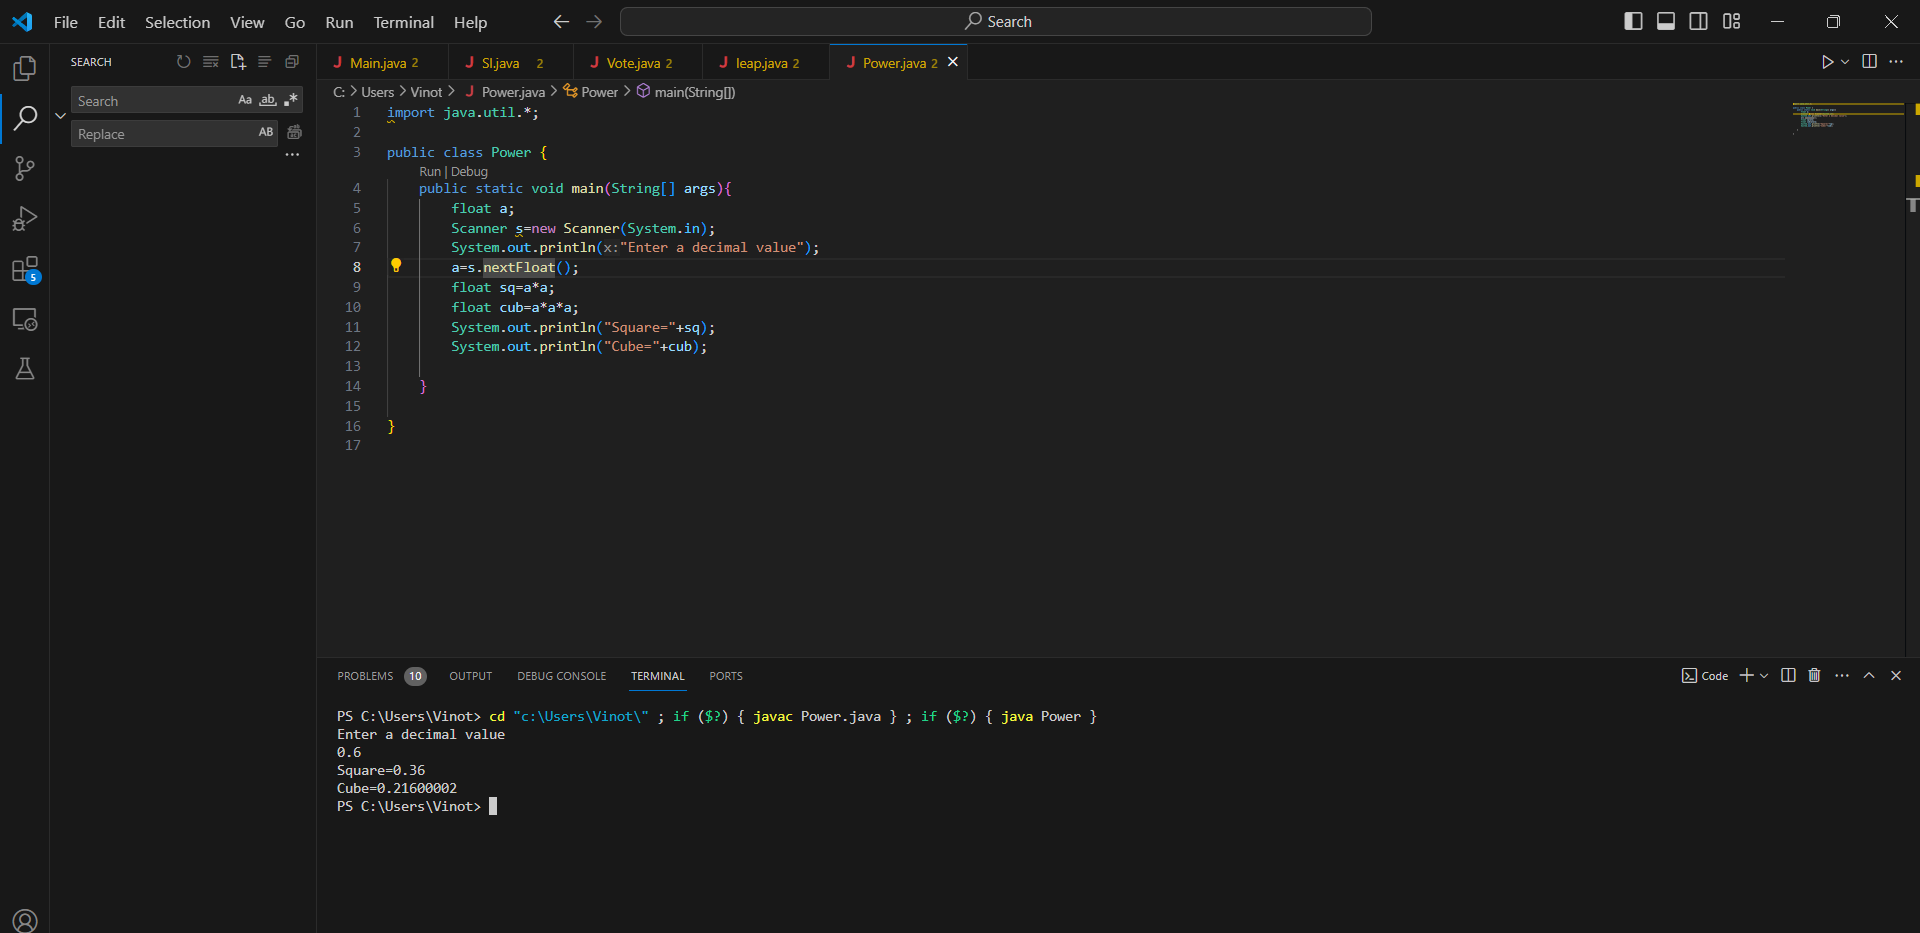 File Edit Selection View Go Run Terminal Help Search
SEARCH
Search Aa ab
Replace AB
5
Main.java 2 SI.java 2 Vote.java 2 leap.java 2 Power.java 2
C: > Users > Vinot > Power.java > Power > main(String[])
1 import java.util.*;
2
3 public class Power {
Run | Debug
4 public static void main(String[] args){
5 float a;
6 Scanner s=new Scanner(System.in);
7 System.out.println(x:"Enter a decimal value");
8 a=s.nextFloat();
9 float sq=a*a;
10 float cub=a*a*a;
11 System.out.println("Square="+sq);
12 System.out.println("Cube="+cub);
13
14 }
15
16 }
17
PROBLEMS 10 OUTPUT DEBUG CONSOLE TERMINAL PORTS Code
PS C:\Users\Vinot> cd "c:\Users\Vinot\" ; if ($?) { javac Power.java } ; if ($?) { java Power }
Enter a decimal value
0.6
Square=0.36
Cube=0.21600002
PS C:\Users\Vinot>